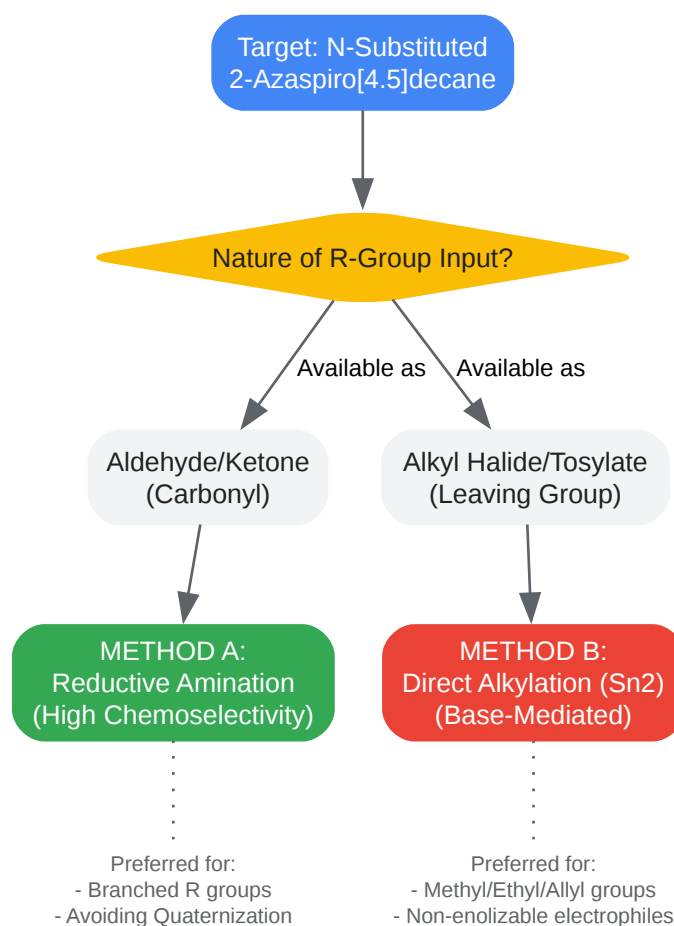 Target: N-Substituted
2-Azaspiro[4.5]decane
Nature of R-Group Input?
Available as
Available as
Aldehyde/Ketone
(Carbonyl)
Alkyl Halide/Tosylate
(Leaving Group)
METHOD A:
Reductive Amination
(High Chemoselectivity)
METHOD B:
Direct Alkylation (Sn2)
(Base-Mediated)
Preferred for:
- Branched R groups
- Avoiding Quaternization
Preferred for:
- Methyl/Ethyl/Allyl groups
- Non-enolizable electrophiles